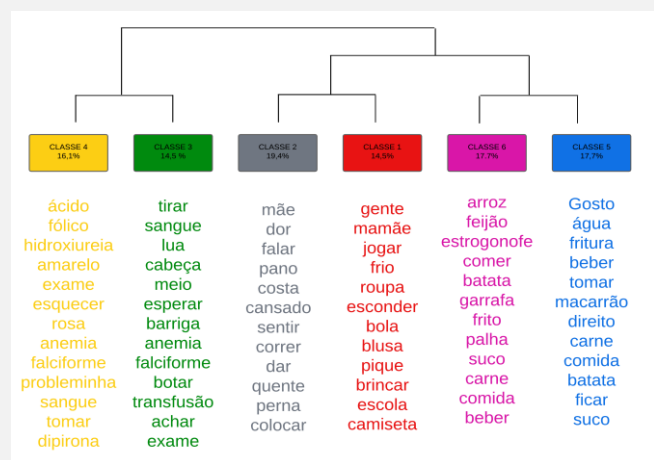 CLASSE 4
16,1%
CLASSE 3
14,5 %
CLASSE 2
19,4%
CLASSE 1
14,5%
CLASSE 6
17.7%
CLASSE 5
17,7%
ácido
fólico
hidroxiureia
amarelo
exame
esquecer
rosa
anemia
falciforme
probleminha
sangue
tomar
dipirona
tirar
sangue
lua
cabeça
meio
esperar
barriga
anemia
falciforme
botar
transfusão
achar
exame
mãe
dor
falar
pano
costa
cansado
sentir
correr
dar
quente
perna
colocar
gente
mamãe
jogar
frio
roupa
esconder
bola
blusa
pique
brincar
escola
camiseta
arroz
feijão
estrogonofe
comer
batata
garrafa
frito
palha
suco
carne
comida
beber
Gosto
água
fritura
beber
tomar
macarrão
direito
carne
comida
batata
ficar
suco